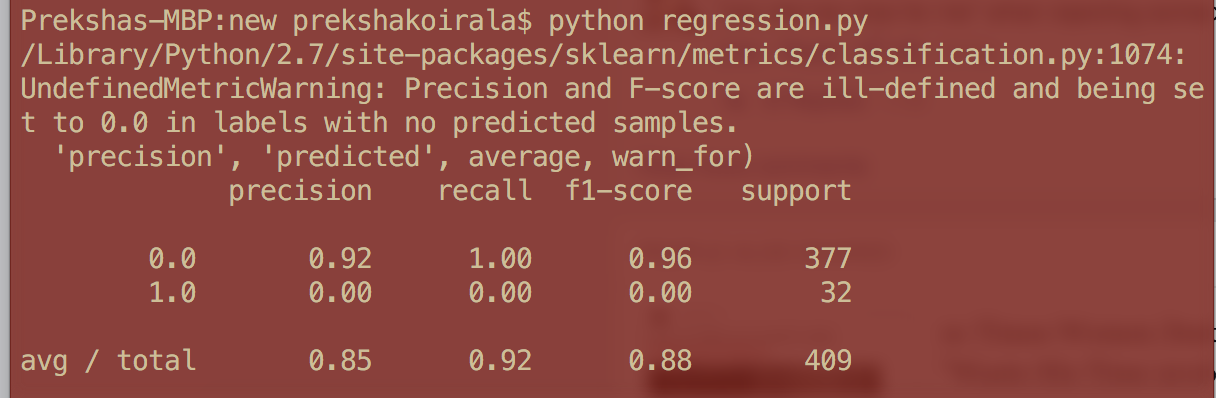 Prekshas-MBP:new prekshakoirala$ python regression.py
/Library/Python/2.7/site-packages/sklearn/metrics/classification.py:1074:
UndefinedMetricWarning: Precision and F-score are ill-defined and being se
t to 0.0 in labels with no predicted samples.
  'precision', 'predicted', average, warn_for)
             precision    recall  f1-score   support

        0.0       0.92      1.00      0.96       377
        1.0       0.00      0.00      0.00        32

avg / total       0.85      0.92      0.88       409